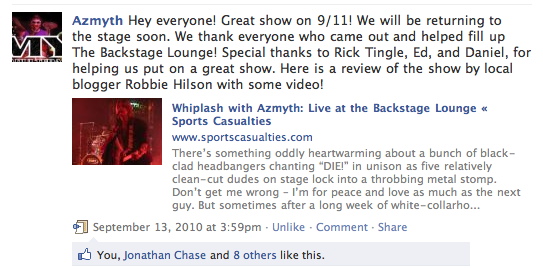 Azmyth Hey everyone! Great show on 9/11! We will be returning to
the stage soon. We thank everyone who came out and helped fill up
The Backstage Lounge! Special thanks to Rick Tingle, Ed, and Daniel, for
helping us put on a great show. Here is a review of the show by local
blogger Robbie Hilson with some video!
Whiplash with Azmyth: Live at the Backstage Lounge «
Sports Casualties
www.sportscasualties.com
There's something oddly heartwarming about a bunch of black-
clad headbangers chanting “DIE!” in unison as five relatively
clean-cut dudes on stage lock into a throbbing metal stomp.
Don't get me wrong – I'm for peace and love as much as the next
guy. But sometimes after a long week of white-collarho...
September 13, 2010 at 3:59pm · Unlike · Comment · Share
You, Jonathan Chase and 8 others like this.